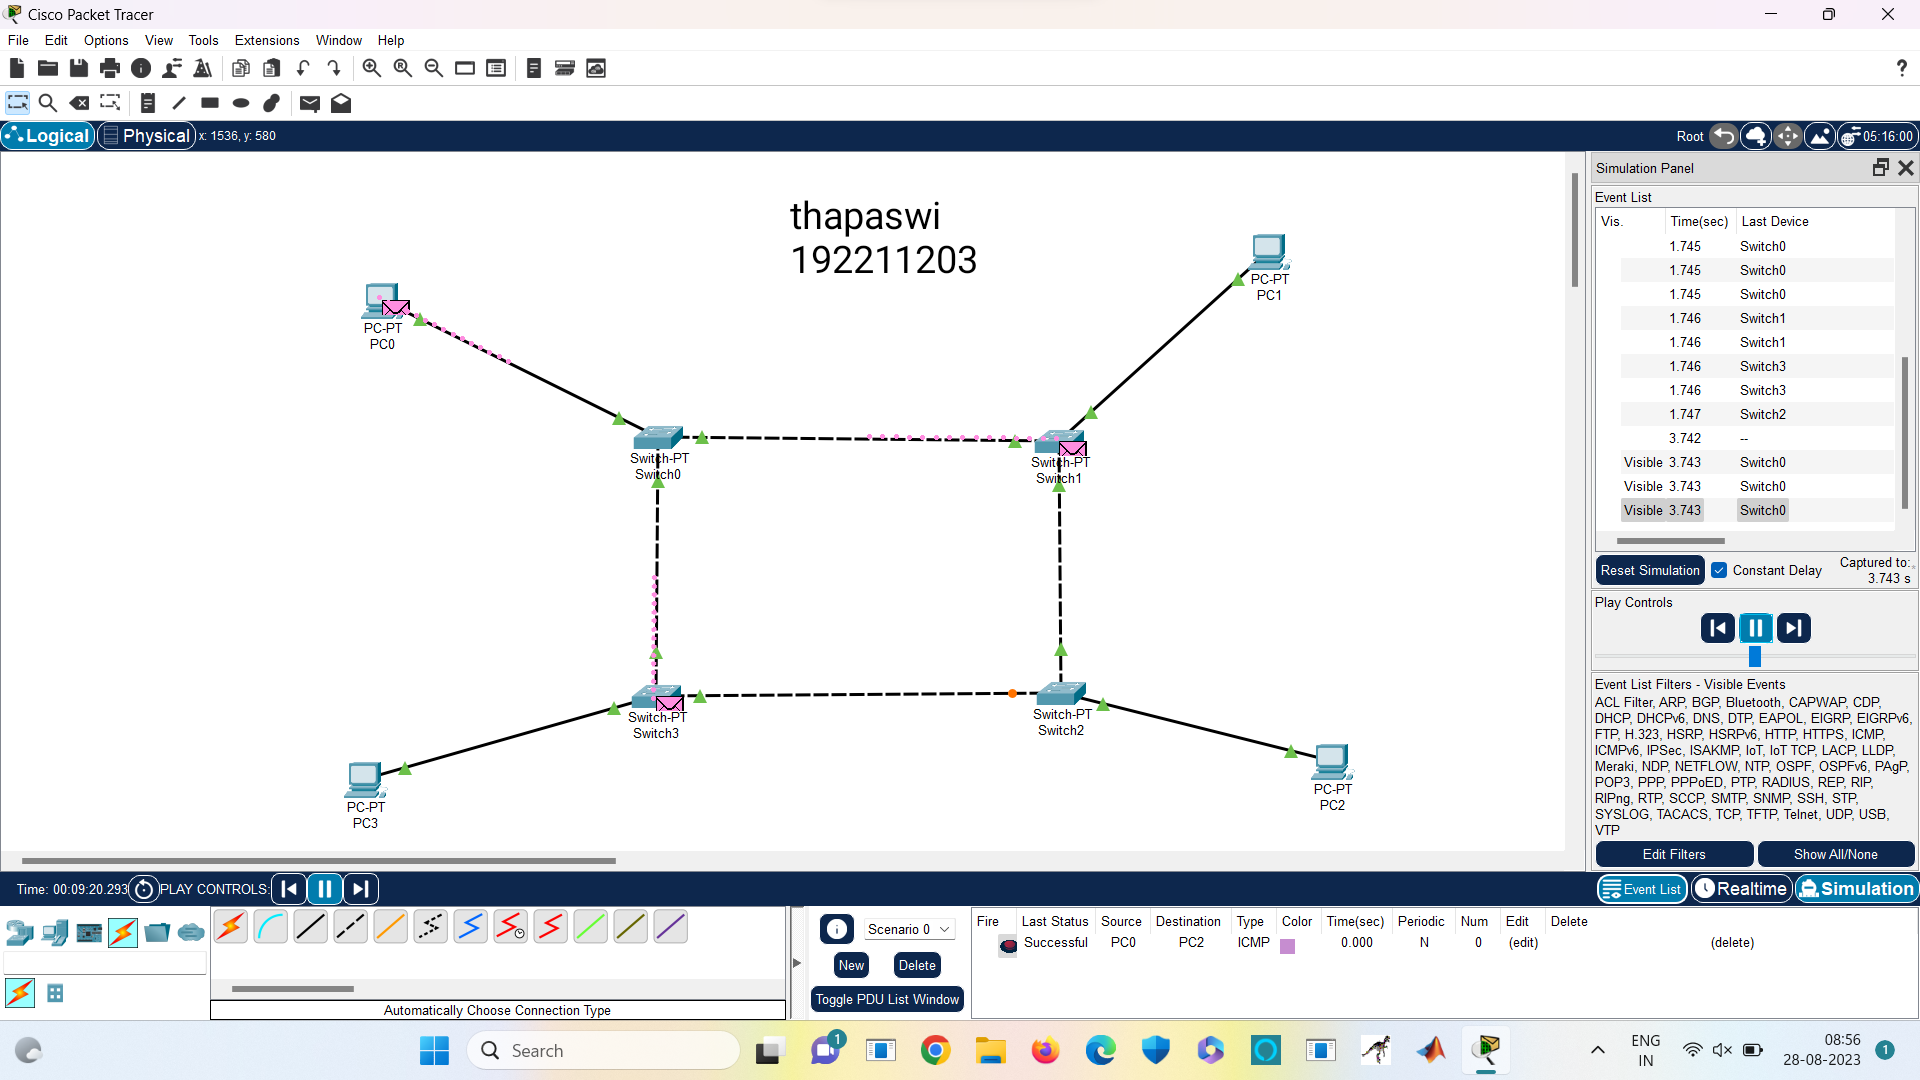 Cisco Packet Tracer
File Edit Options View Tools Extensions Window Help
?
Logical Physical x: 1536, y: 580 Root 05:16:00
thapaswi
192211203
PC-PT
PC0
PC-PT
PC1
Switch-PT
Switch0
Switch-PT
Switch1
Switch-PT
Switch3
Switch-PT
Switch2
PC-PT
PC3
PC-PT
PC2
Simulation Panel
Event List
Vis. Time(sec) Last Device
1.745 Switch0
1.745 Switch0
1.745 Switch0
1.746 Switch1
1.746 Switch1
1.746 Switch3
1.746 Switch3
1.747 Switch2
3.742 --
Visible 3.743 Switch0
Visible 3.743 Switch0
Visible 3.743 Switch0
Reset Simulation Constant Delay Captured to:
3.743 s
Play Controls
Event List Filters - Visible Events
ACL Filter, ARP, BGP, Bluetooth, CAPWAP, CDP,
DHCP, DHCPv6, DNS, DTP, EAPOL, EIGRP, EIGRPv6,
FTP, H.323, HSRP, HSRPv6, HTTP, HTTPS, ICMP,
ICMPv6, IPSec, ISAKMP, IoT, IoT TCP, LACP, LLDP,
Meraki, NDP, NETFLOW, NTP, OSPF, OSPFv6, PAgP,
POP3, PPP, PPPoED, PTP, RADIUS, REP, RIP,
RIPng, RTP, SCCP, SMTP, SNMP, SSH, STP,
SYSLOG, TACACS, TCP, TFTP, Telnet, UDP, USB,
VTP
Edit Filters Show All/None
Time: 00:09:20.293 PLAY CONTROLS: Event List Realtime Simulation
Automatically Choose Connection Type
Scenario 0
New Delete
Toggle PDU List Window
Fire Last Status Source Destination Type Color Time(sec) Periodic Num Edit Delete
Successful PC0 PC2 ICMP 0.000 N 0 (edit) (delete)
Search
1
ENG
IN
08:56
28-08-2023
1